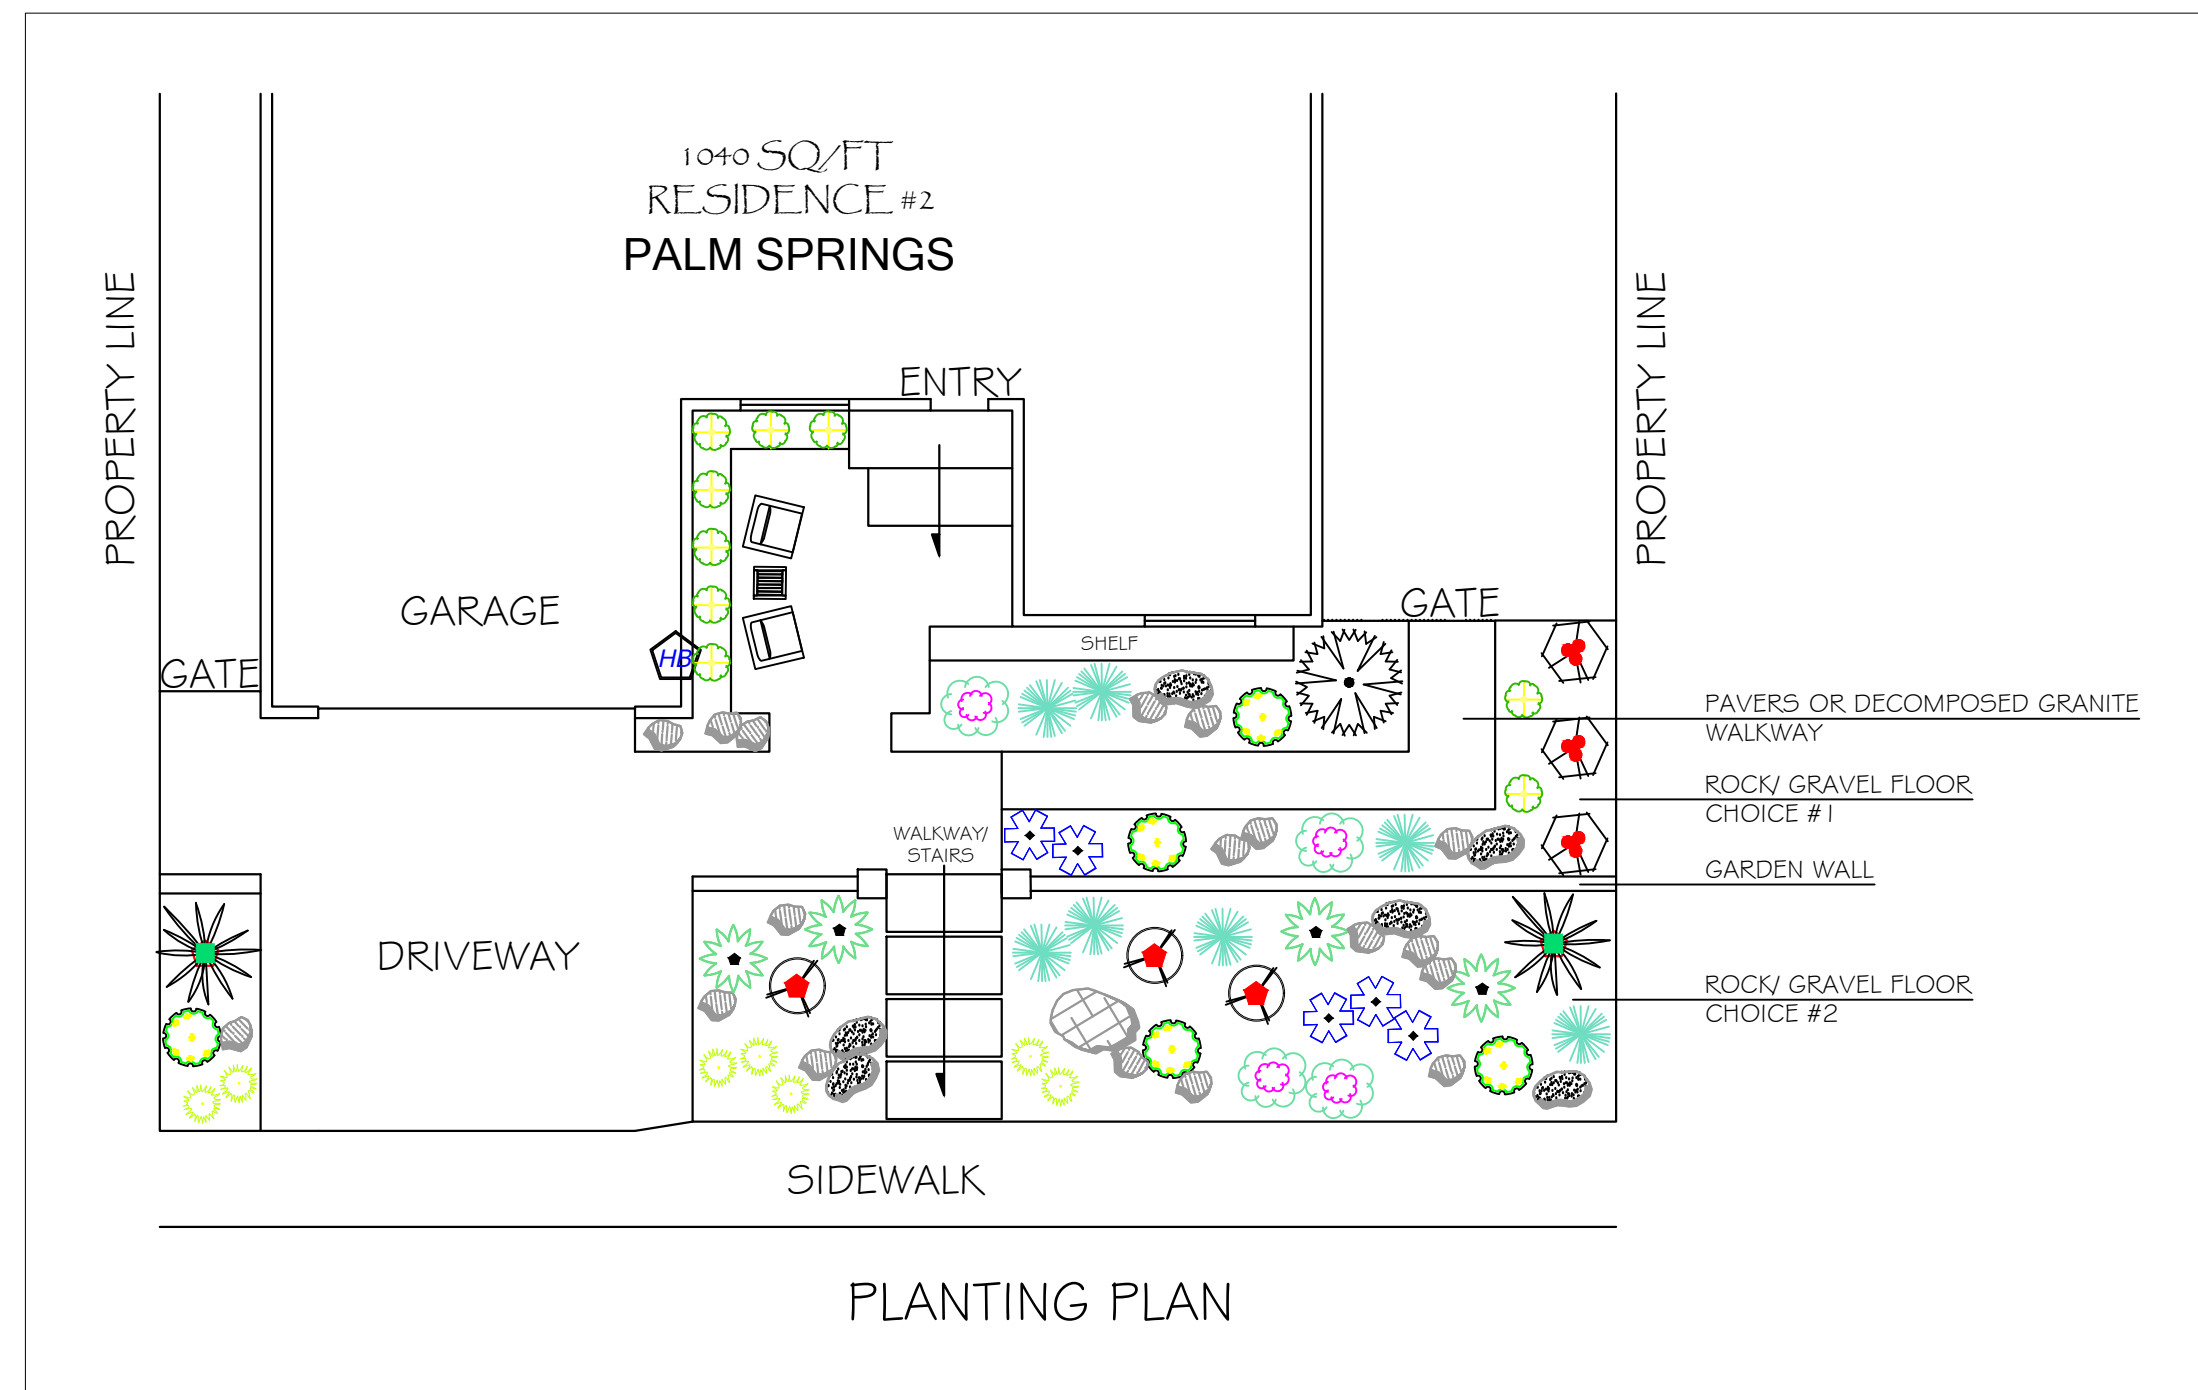 1040 SQ/FT
RESIDENCE #2
PALM SPRINGS
PROPERTY LINE
PROPERTY LINE
ENTRY
GARAGE
GATE
GATE
SHELF
HB
PAVERS OR DECOMPOSED GRANITE
WALKWAY
ROCK/ GRAVEL FLOOR
CHOICE #1
WALKWAY/
STAIRS
GARDEN WALL
DRIVEWAY
ROCK/ GRAVEL FLOOR
CHOICE #2
SIDEWALK
PLANTING PLAN